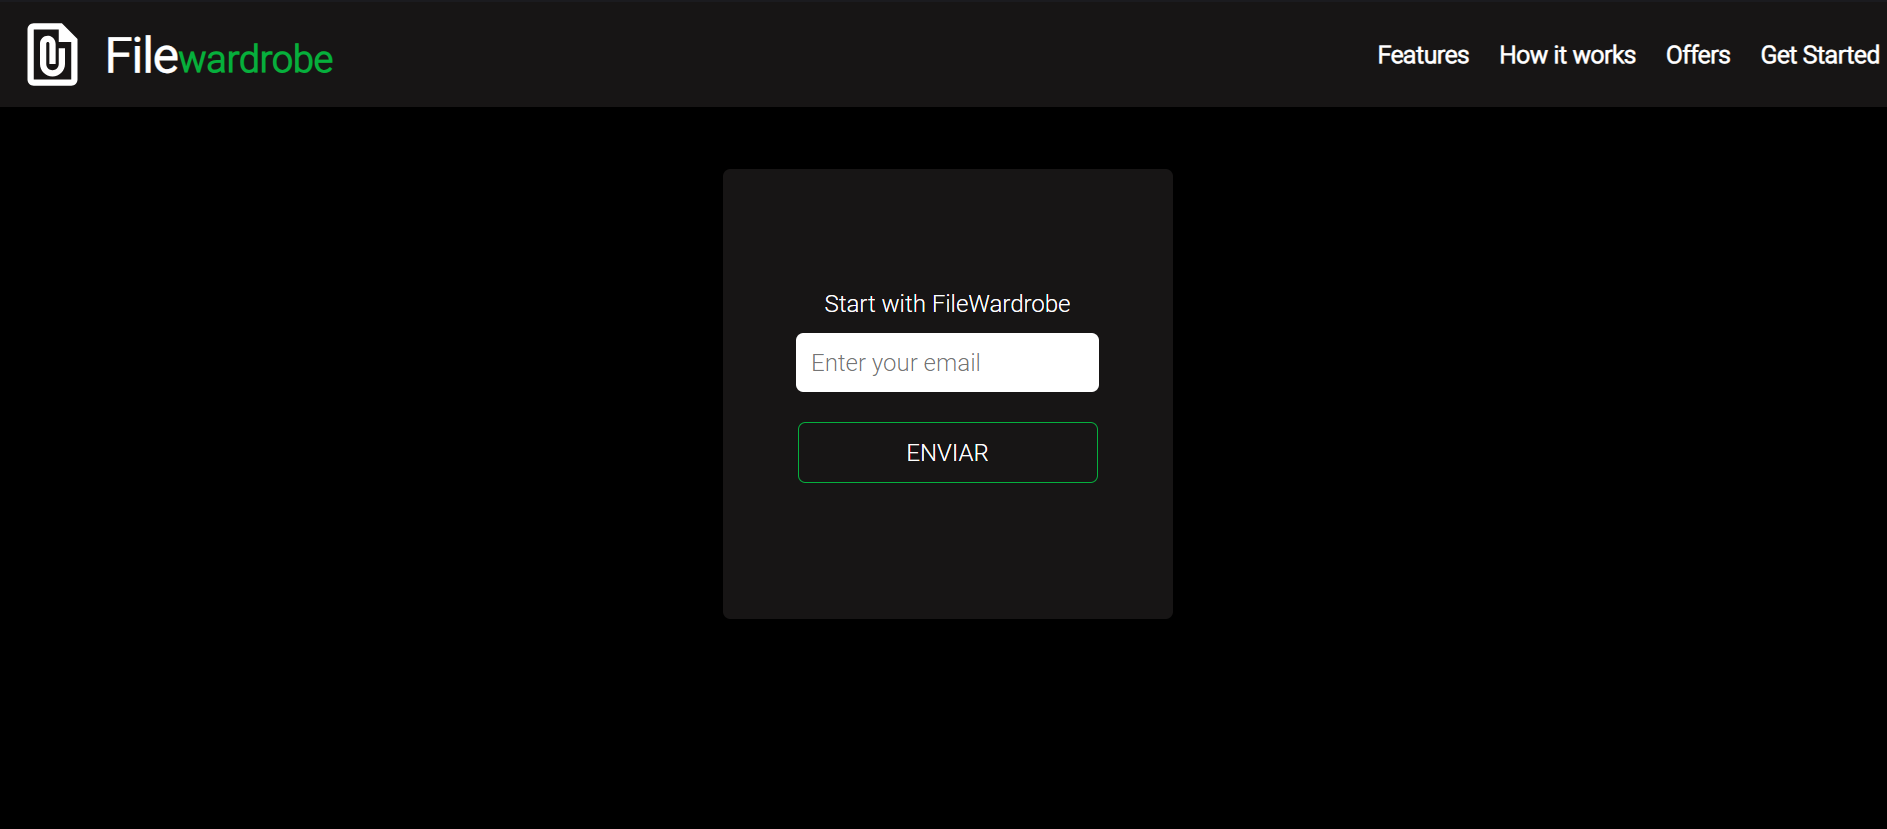 Filewardrobe
Features How it works Offers Get Started
Start with FileWardrobe
Enter your email
ENVIAR